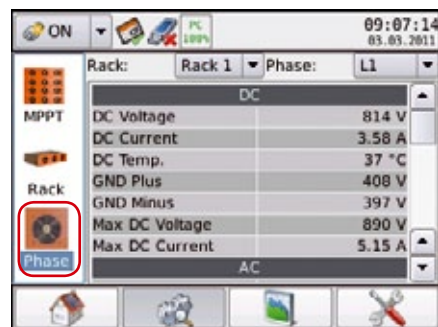 ON
PC
100%
09:07:14
03.03.2011
Rack: Rack 1 Phase: L1
DC
MPPT
DC Voltage 814 V
DC Current 3.58 A
DC Temp. 37 °C
Rack
GND Plus 408 V
GND Minus 397 V
Max DC Voltage 890 V
Max DC Current 5.15 A
Phase
AC